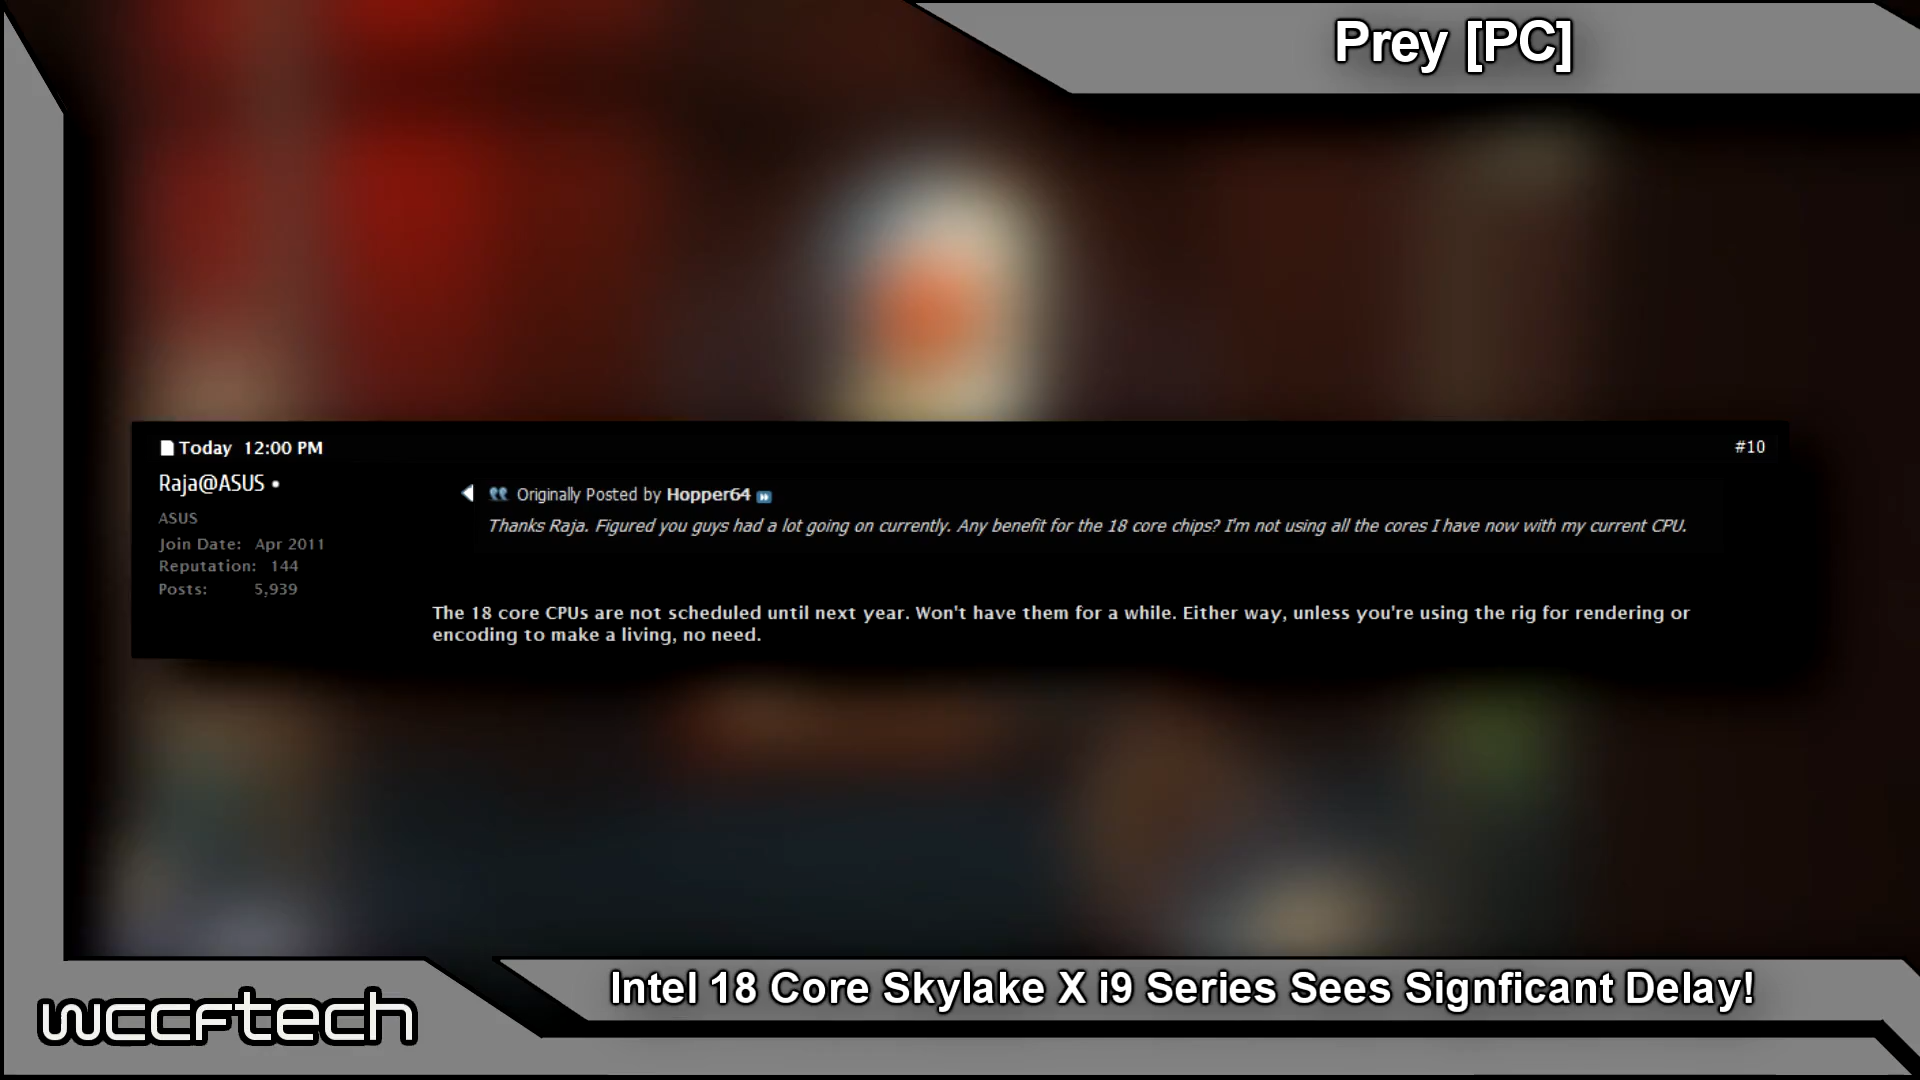 Prey [PC]
Today 12:00 PM
#10
Raja@ASUS
ASUS
Join Date: Apr 2011
Reputation: 144
Posts: 5,939
Originally Posted by Hopper64
Thanks Raja. Figured you guys had a lot going on currently. Any benefit for the 18 core chips? I'm not using all the cores I have now with my current CPU.
The 18 core CPUs are not scheduled until next year. Won't have them for a while. Either way, unless you're using the rig for rendering or
encoding to make a living, no need.
Intel 18 Core Skylake X i9 Series Sees Signficant Delay!
wccftech